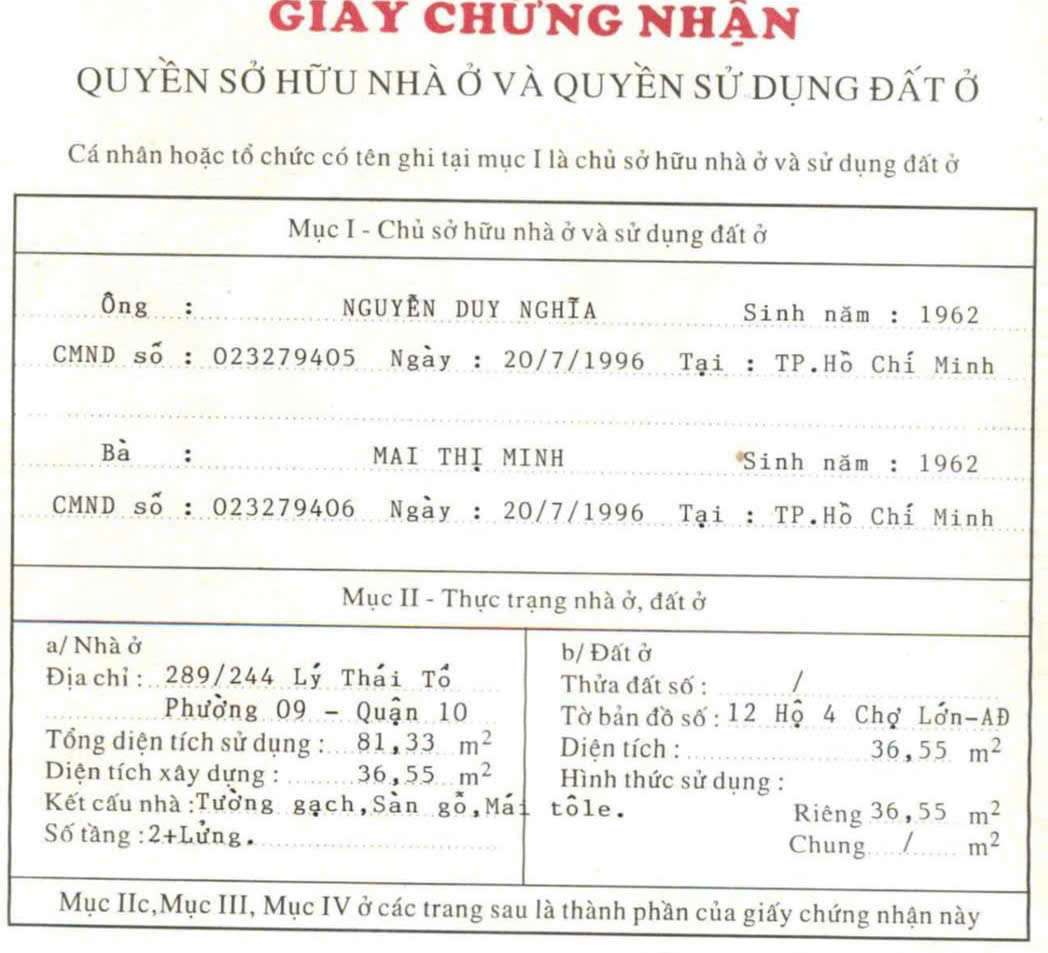 GIẤY CHỨNG NHẬN
QUYỀN SỞ HỮU NHÀ Ở VÀ QUYỀN SỬ DỤNG ĐẤT Ở
Cá nhân hoặc tổ chức có tên ghi tại mục I là chủ sở hữu nhà ở và sử dụng đất ở
Mục I - Chủ sở hữu nhà ở và sử dụng đất ở
Ông : NGUYỄN DUY NGHĨA Sinh năm : 1962
CMND số : 023279405 Ngày : 20/7/1996 Tại : TP.Hồ Chí Minh
Bà : MAI THỊ MINH Sinh năm : 1962
CMND số : 023279406 Ngày : 20/7/1996 Tại : TP.Hồ Chí Minh
Mục II - Thực trạng nhà ở, đất ở
a/ Nhà ở
Địa chỉ : 289/244 Lý Thái Tổ
Phường 09 - Quận 10
Tổng diện tích sử dụng : 81,33 m²
Diện tích xây dựng : 36,55 m²
Kết cấu nhà : Tường gạch,Sàn gỗ,Mái tôle.
Số tầng : 2+Lửng.
b/ Đất ở
Thửa đất số : /
Tờ bản đồ số : 12 Hộ 4 Chợ Lớn-AĐ
Diện tích : 36,55 m²
Hình thức sử dụng :
Riêng 36,55 m²
Chung / m²
Mục IIc,Mục III, Mục IV ở các trang sau là thành phần của giấy chứng nhận này